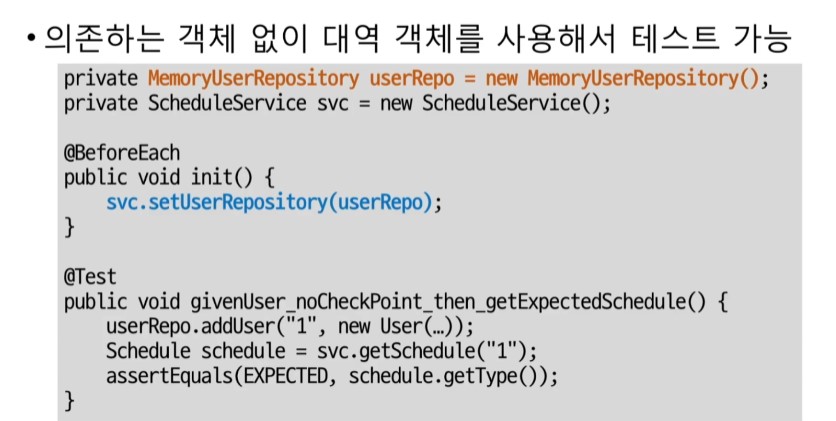 • 의존하는 객체 없이 대역 객체를 사용해서 테스트 가능
private MemoryUserRepository userRepo = new MemoryUserRepository();
private ScheduleService svc = new ScheduleService();
@BeforeEach
public void init() {
svc.setUserRepository(userRepo);
}
@Test
public void givenUser_noCheckPoint_then_getExpectedSchedule() {
userRepo.addUser("1", new User(…));
Schedule schedule = svc.getSchedule("1");
assertEquals(EXPECTED, schedule.getType());
}